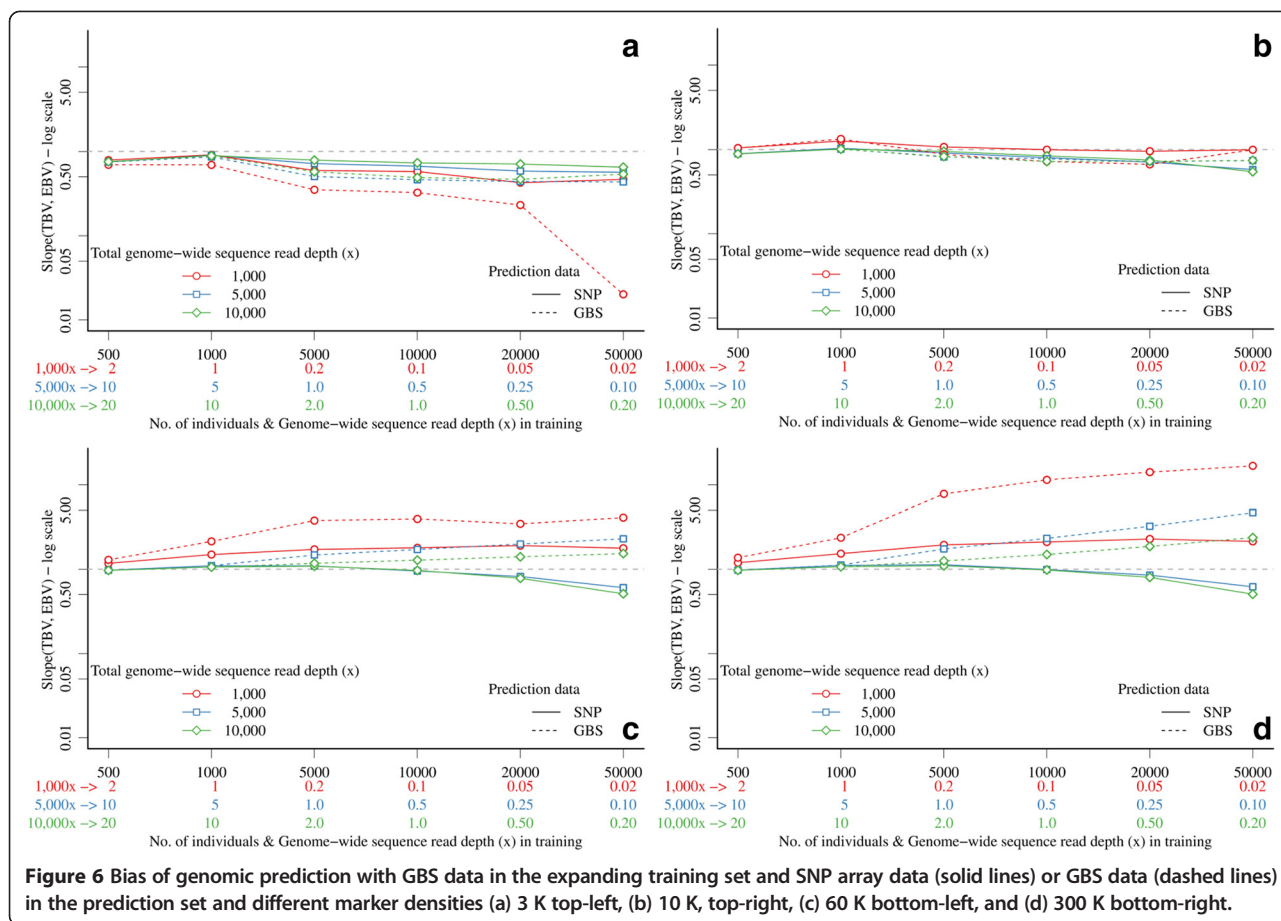 a
Slope(TBV, EBV) − log scale
5.00
0.50
0.05
0.01
Total genome−wide sequence read depth (x)
1,000
5,000
10,000
Prediction data
SNP
GBS
500 1000 5000 10000 20000 50000
1,000x −> 2 1 0.2 0.1 0.05 0.02
5,000x −> 10 5 1.0 0.5 0.25 0.10
10,000x −> 20 10 2.0 1.0 0.50 0.20
No. of individuals & Genome−wide sequence read depth (x) in training
b
Slope(TBV, EBV) − log scale
5.00
0.50
0.05
0.01
Total genome−wide sequence read depth (x)
1,000
5,000
10,000
Prediction data
SNP
GBS
500 1000 5000 10000 20000 50000
1,000x −> 2 1 0.2 0.1 0.05 0.02
5,000x −> 10 5 1.0 0.5 0.25 0.10
10,000x −> 20 10 2.0 1.0 0.50 0.20
No. of individuals & Genome−wide sequence read depth (x) in training
Slope(TBV, EBV) − log scale
5.00
0.50
0.05
0.01
Total genome−wide sequence read depth (x)
1,000
5,000
10,000
Prediction data
SNP
GBS
c
500 1000 5000 10000 20000 50000
1,000x −> 2 1 0.2 0.1 0.05 0.02
5,000x −> 10 5 1.0 0.5 0.25 0.10
10,000x −> 20 10 2.0 1.0 0.50 0.20
No. of individuals & Genome−wide sequence read depth (x) in training
Slope(TBV, EBV) − log scale
5.00
0.50
0.05
0.01
Total genome−wide sequence read depth (x)
1,000
5,000
10,000
Prediction data
SNP
GBS
d
500 1000 5000 10000 20000 50000
1,000x −> 2 1 0.2 0.1 0.05 0.02
5,000x −> 10 5 1.0 0.5 0.25 0.10
10,000x −> 20 10 2.0 1.0 0.50 0.20
No. of individuals & Genome−wide sequence read depth (x) in training
Figure 6 Bias of genomic prediction with GBS data in the expanding training set and SNP array data (solid lines) or GBS data (dashed lines)
in the prediction set and different marker densities (a) 3 K top-left, (b) 10 K, top-right, (c) 60 K bottom-left, and (d) 300 K bottom-right.